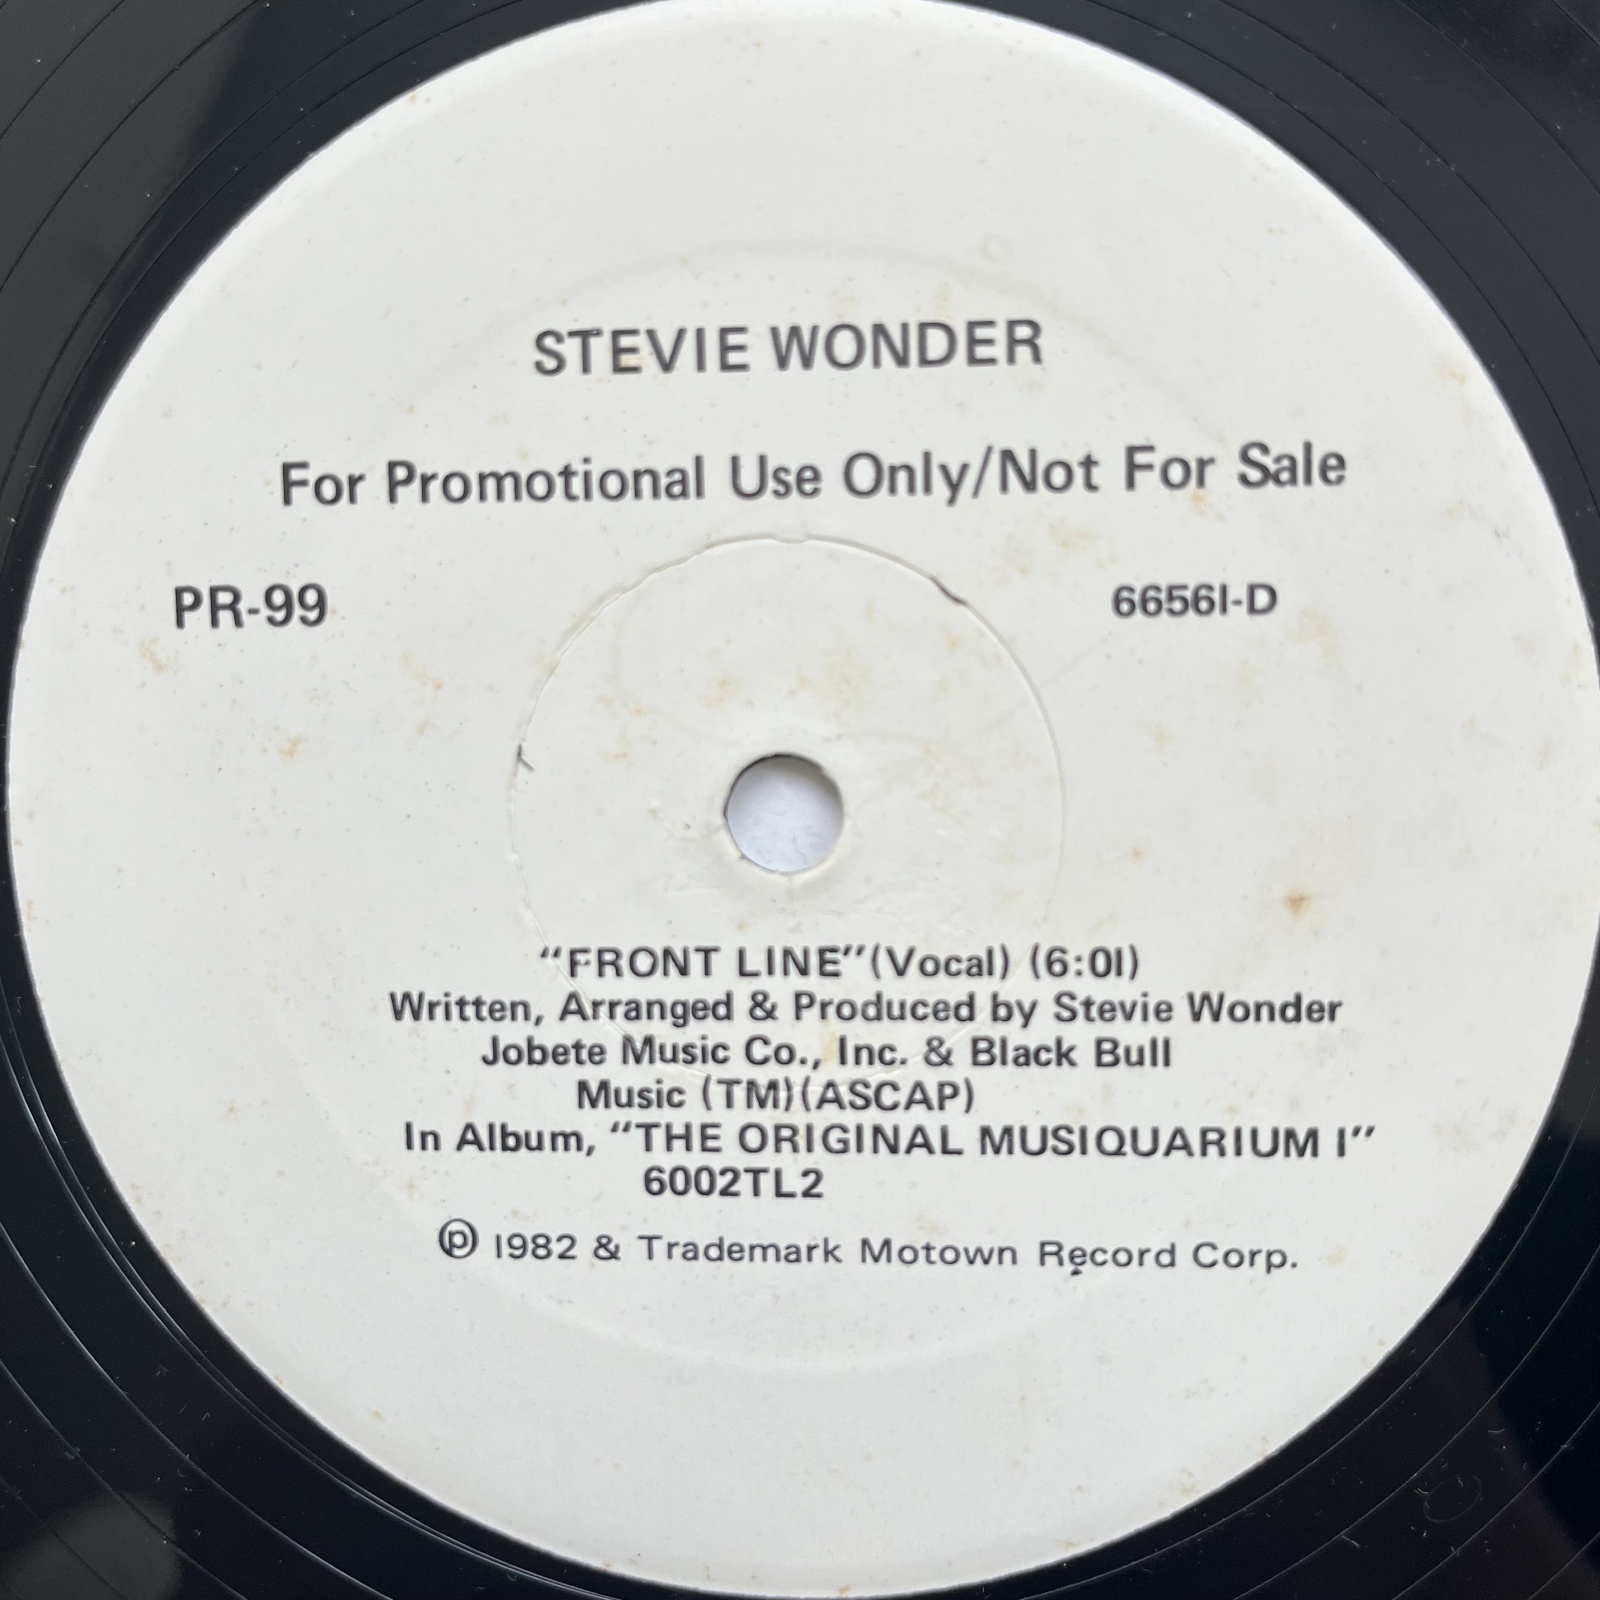 STEVIE WONDER
For Promotional Use Only/Not For Sale
PR-99
66561-D
"FRONT LINE"(Vocal) (6:01)
Written, Arranged & Produced by Stevie Wonder
Jobete Music Co., Inc. & Black Bull
Music (TM)(ASCAP)
In Album, "THE ORIGINAL MUSIQUARIUM I"
6002TL2
℗ 1982 & Trademark Motown Record Corp.